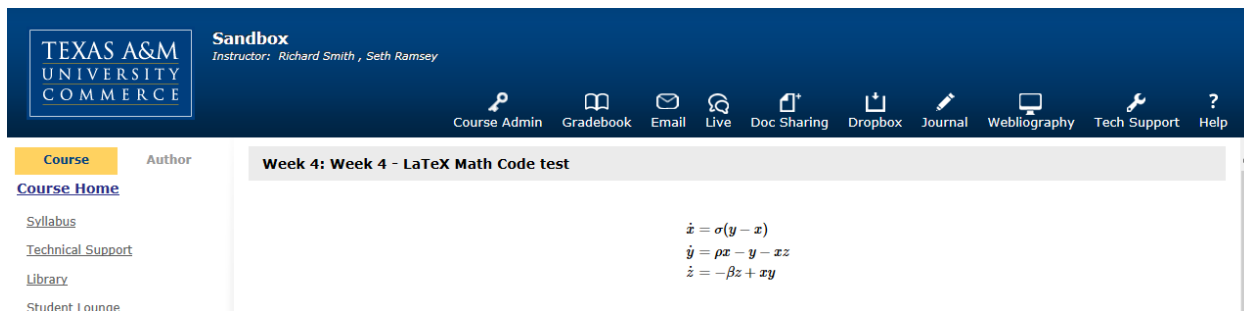 TEXAS A&M
UNIVERSITY
COMMERCE
Sandbox
Instructor: Richard Smith , Seth Ramsey
Course Admin Gradebook Email Live Doc Sharing Dropbox Journal Webliography Tech Support ? Help
Course Author
Course Home
Syllabus
Technical Support
Library
Student Lounge
Week 4: Week 4 - LaTeX Math Code test
ẋ = σ(y − x)
ẏ = ρx − y − xz
ż = −βz + xy